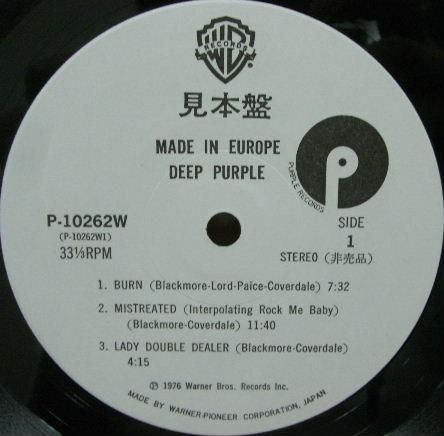 WB
RECORDS
見本盤
MADE IN EUROPE
DEEP PURPLE
PURPLE RECORDS
P-10262W
(P-10262W1)
33⅓RPM
SIDE
1
STEREO (非売品)
1. BURN (Blackmore-Lord-Paice-Coverdale) 7:32
2. MISTREATED (Interpolating Rock Me Baby)
(Blackmore-Coverdale) 11:40
3. LADY DOUBLE DEALER (Blackmore-Coverdale)
4:15
Ⓟ 1976 Warner Bros. Records Inc.
MADE BY WARNER-PIONEER CORPORATION, JAPAN